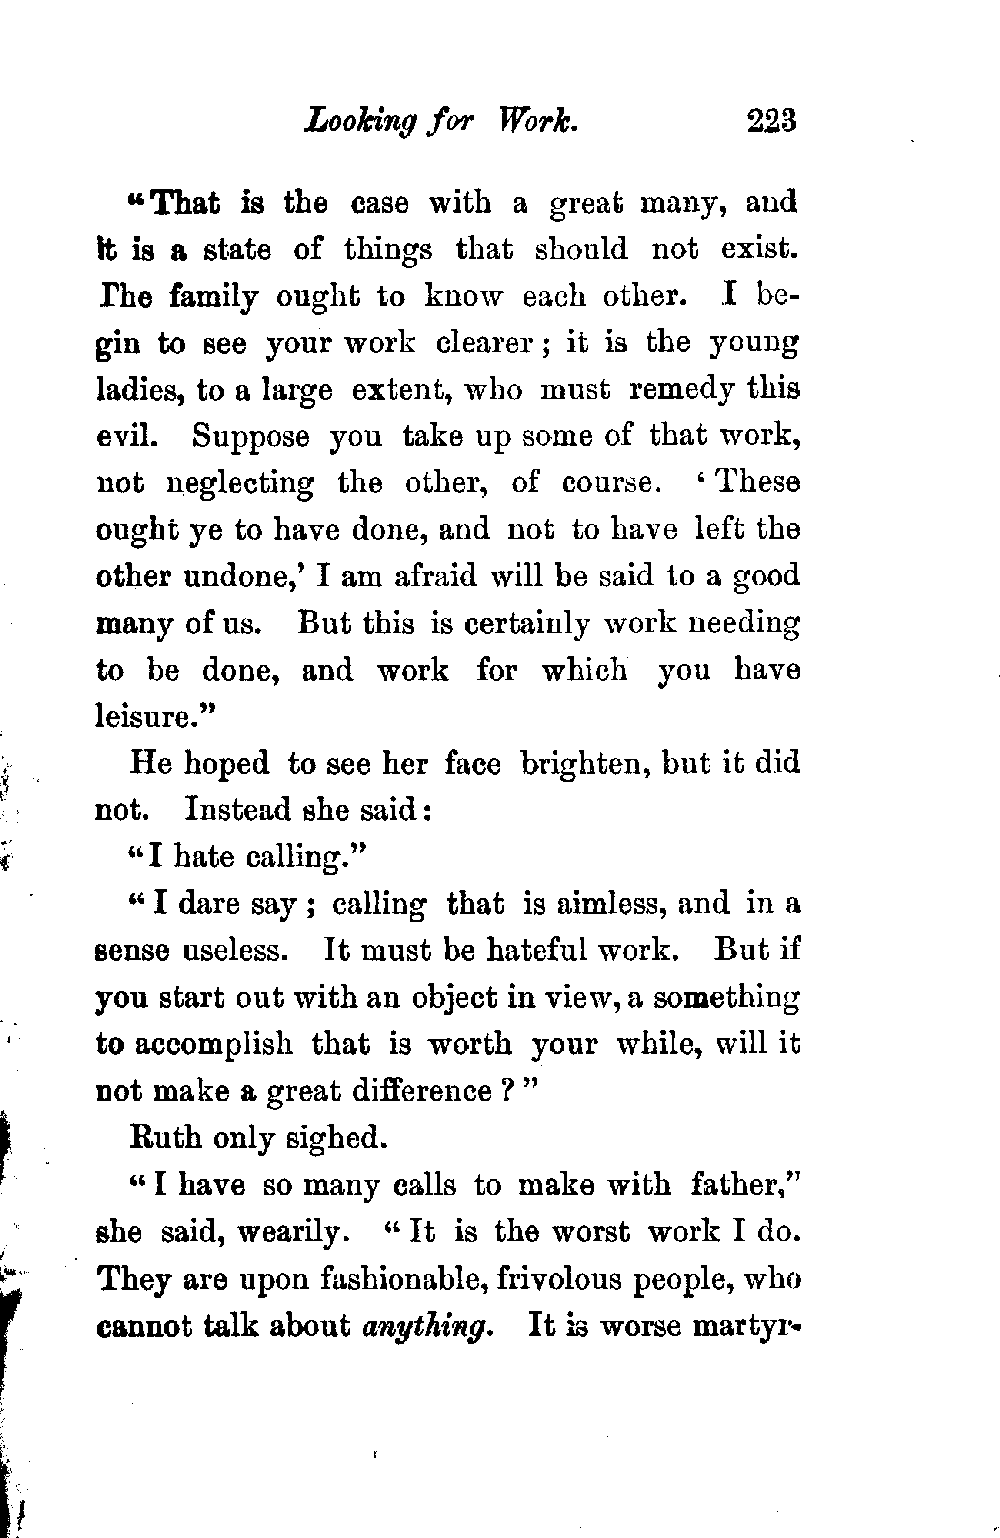 Looking for Work. 223
“That is the case with a great many, and
it is a state of things that should not exist.
The family ought to know each other. I be-
gin to see your work clearer; it is the young
ladies, to a large extent, who must remedy this
evil. Suppose you take up some of that work,
not neglecting the other, of course. ‘These
ought ye to have done, and not to have left the
other undone,’ I am afraid will be said to a good
many of us. But this is certainly work needing
to be done, and work for which you have
leisure.”
He hoped to see her face brighten, but it did
not. Instead she said:
“I hate calling.”
“I dare say; calling that is aimless, and in a
sense useless. It must be hateful work. But if
you start out with an object in view, a something
to accomplish that is worth your while, will it
not make a great difference?”
Ruth only sighed.
“I have so many calls to make with father,”
she said, wearily. “It is the worst work I do.
They are upon fashionable, frivolous people, who
cannot talk about anything. It is worse martyr-